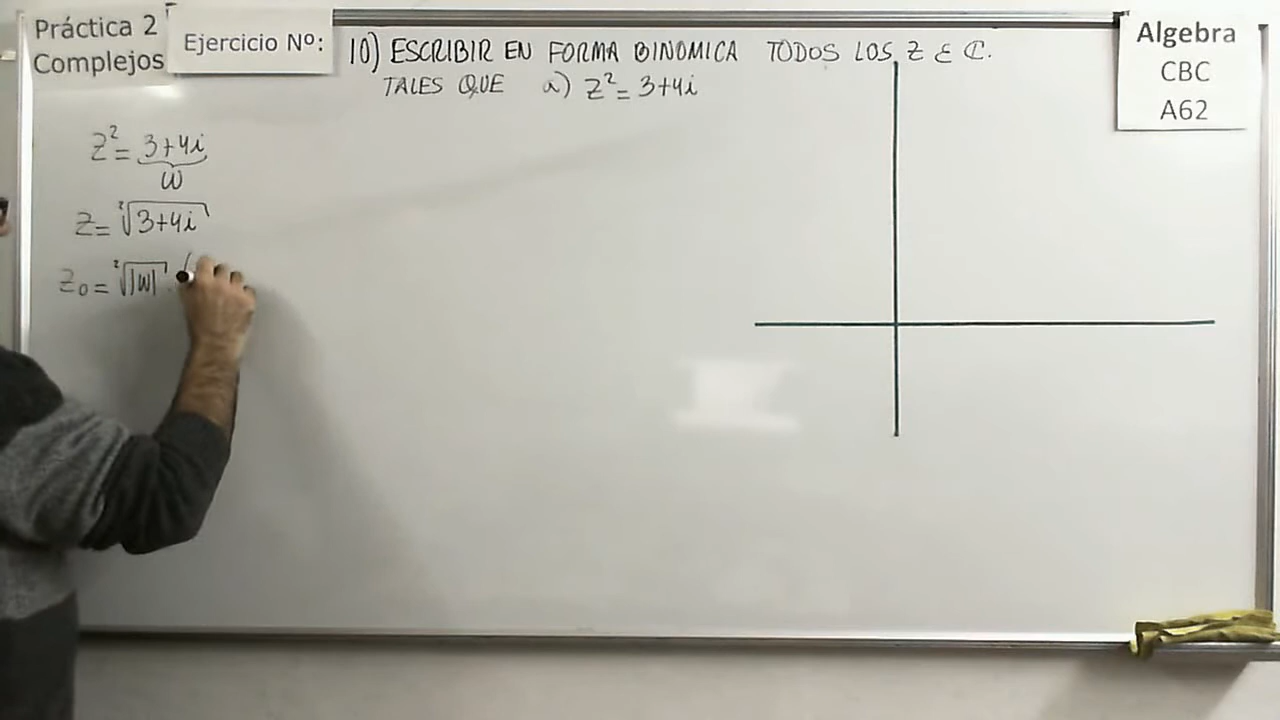 Práctica 2
Complejos
Ejercicio Nº:
10) ESCRIBIR EN FORMA BINOMICA TODOS LOS Z ε ℂ.
TALES QUE a) Z² = 3+4i
Algebra
CBC
A62
Z² = 3+4i
ω
Z = ²√3+4i
Z₀ = ²√|W| . (